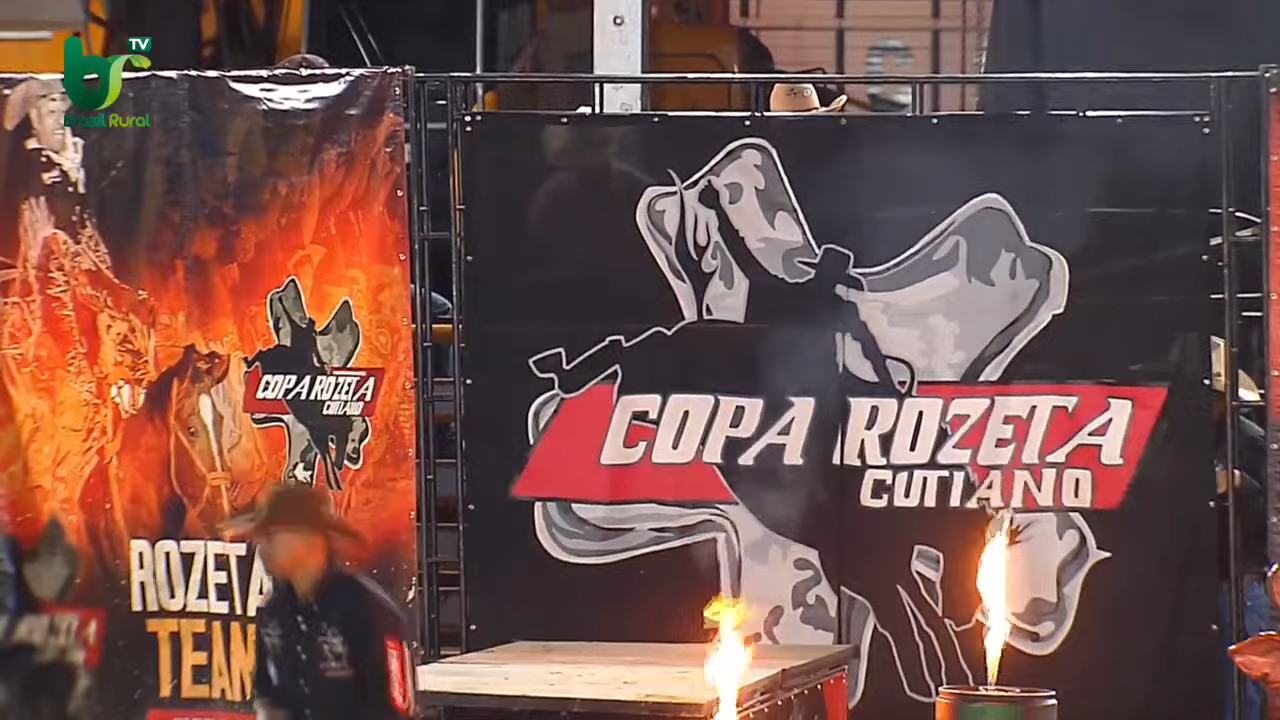 TV
Brasil Rural
COPA ROZETA
CUTIANO
ROZETA
TEAM
COPA ROZETA
CUTIANO